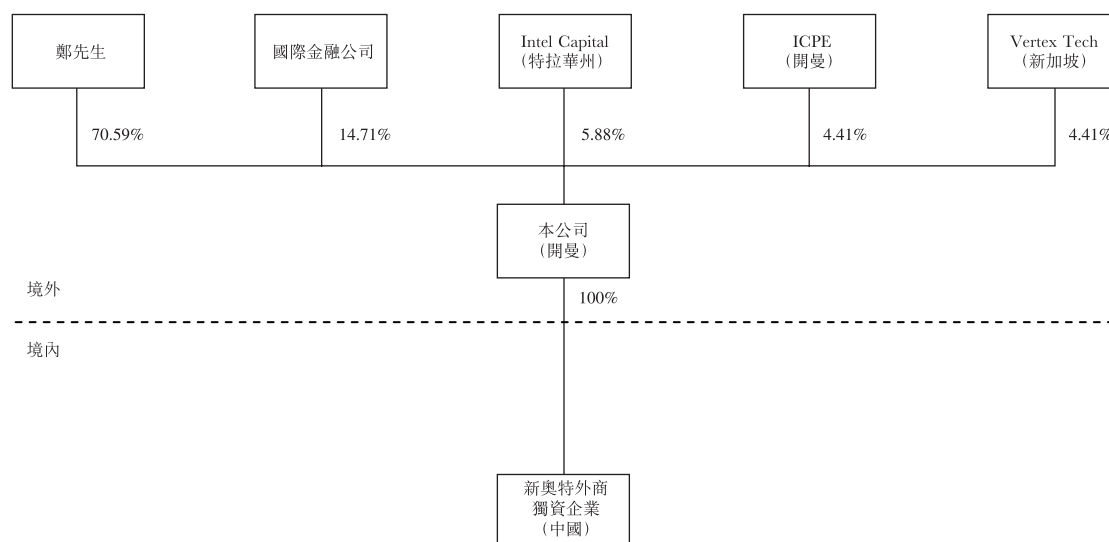 鄭先生
國際金融公司
Intel Capital
（特拉華州）
ICPE
（開曼）
Vertex Tech
（新加坡）
70.59%
14.71%
5.88%
4.41%
4.41%
本公司
（開曼）
境外
100%
境內
新奧特外商
獨資企業
（中國）